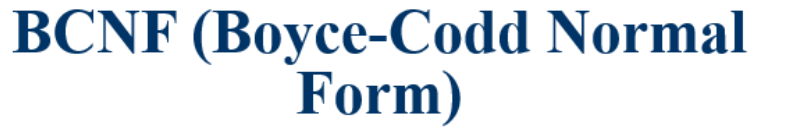 BCNF (Boyce-Codd Normal
Form)